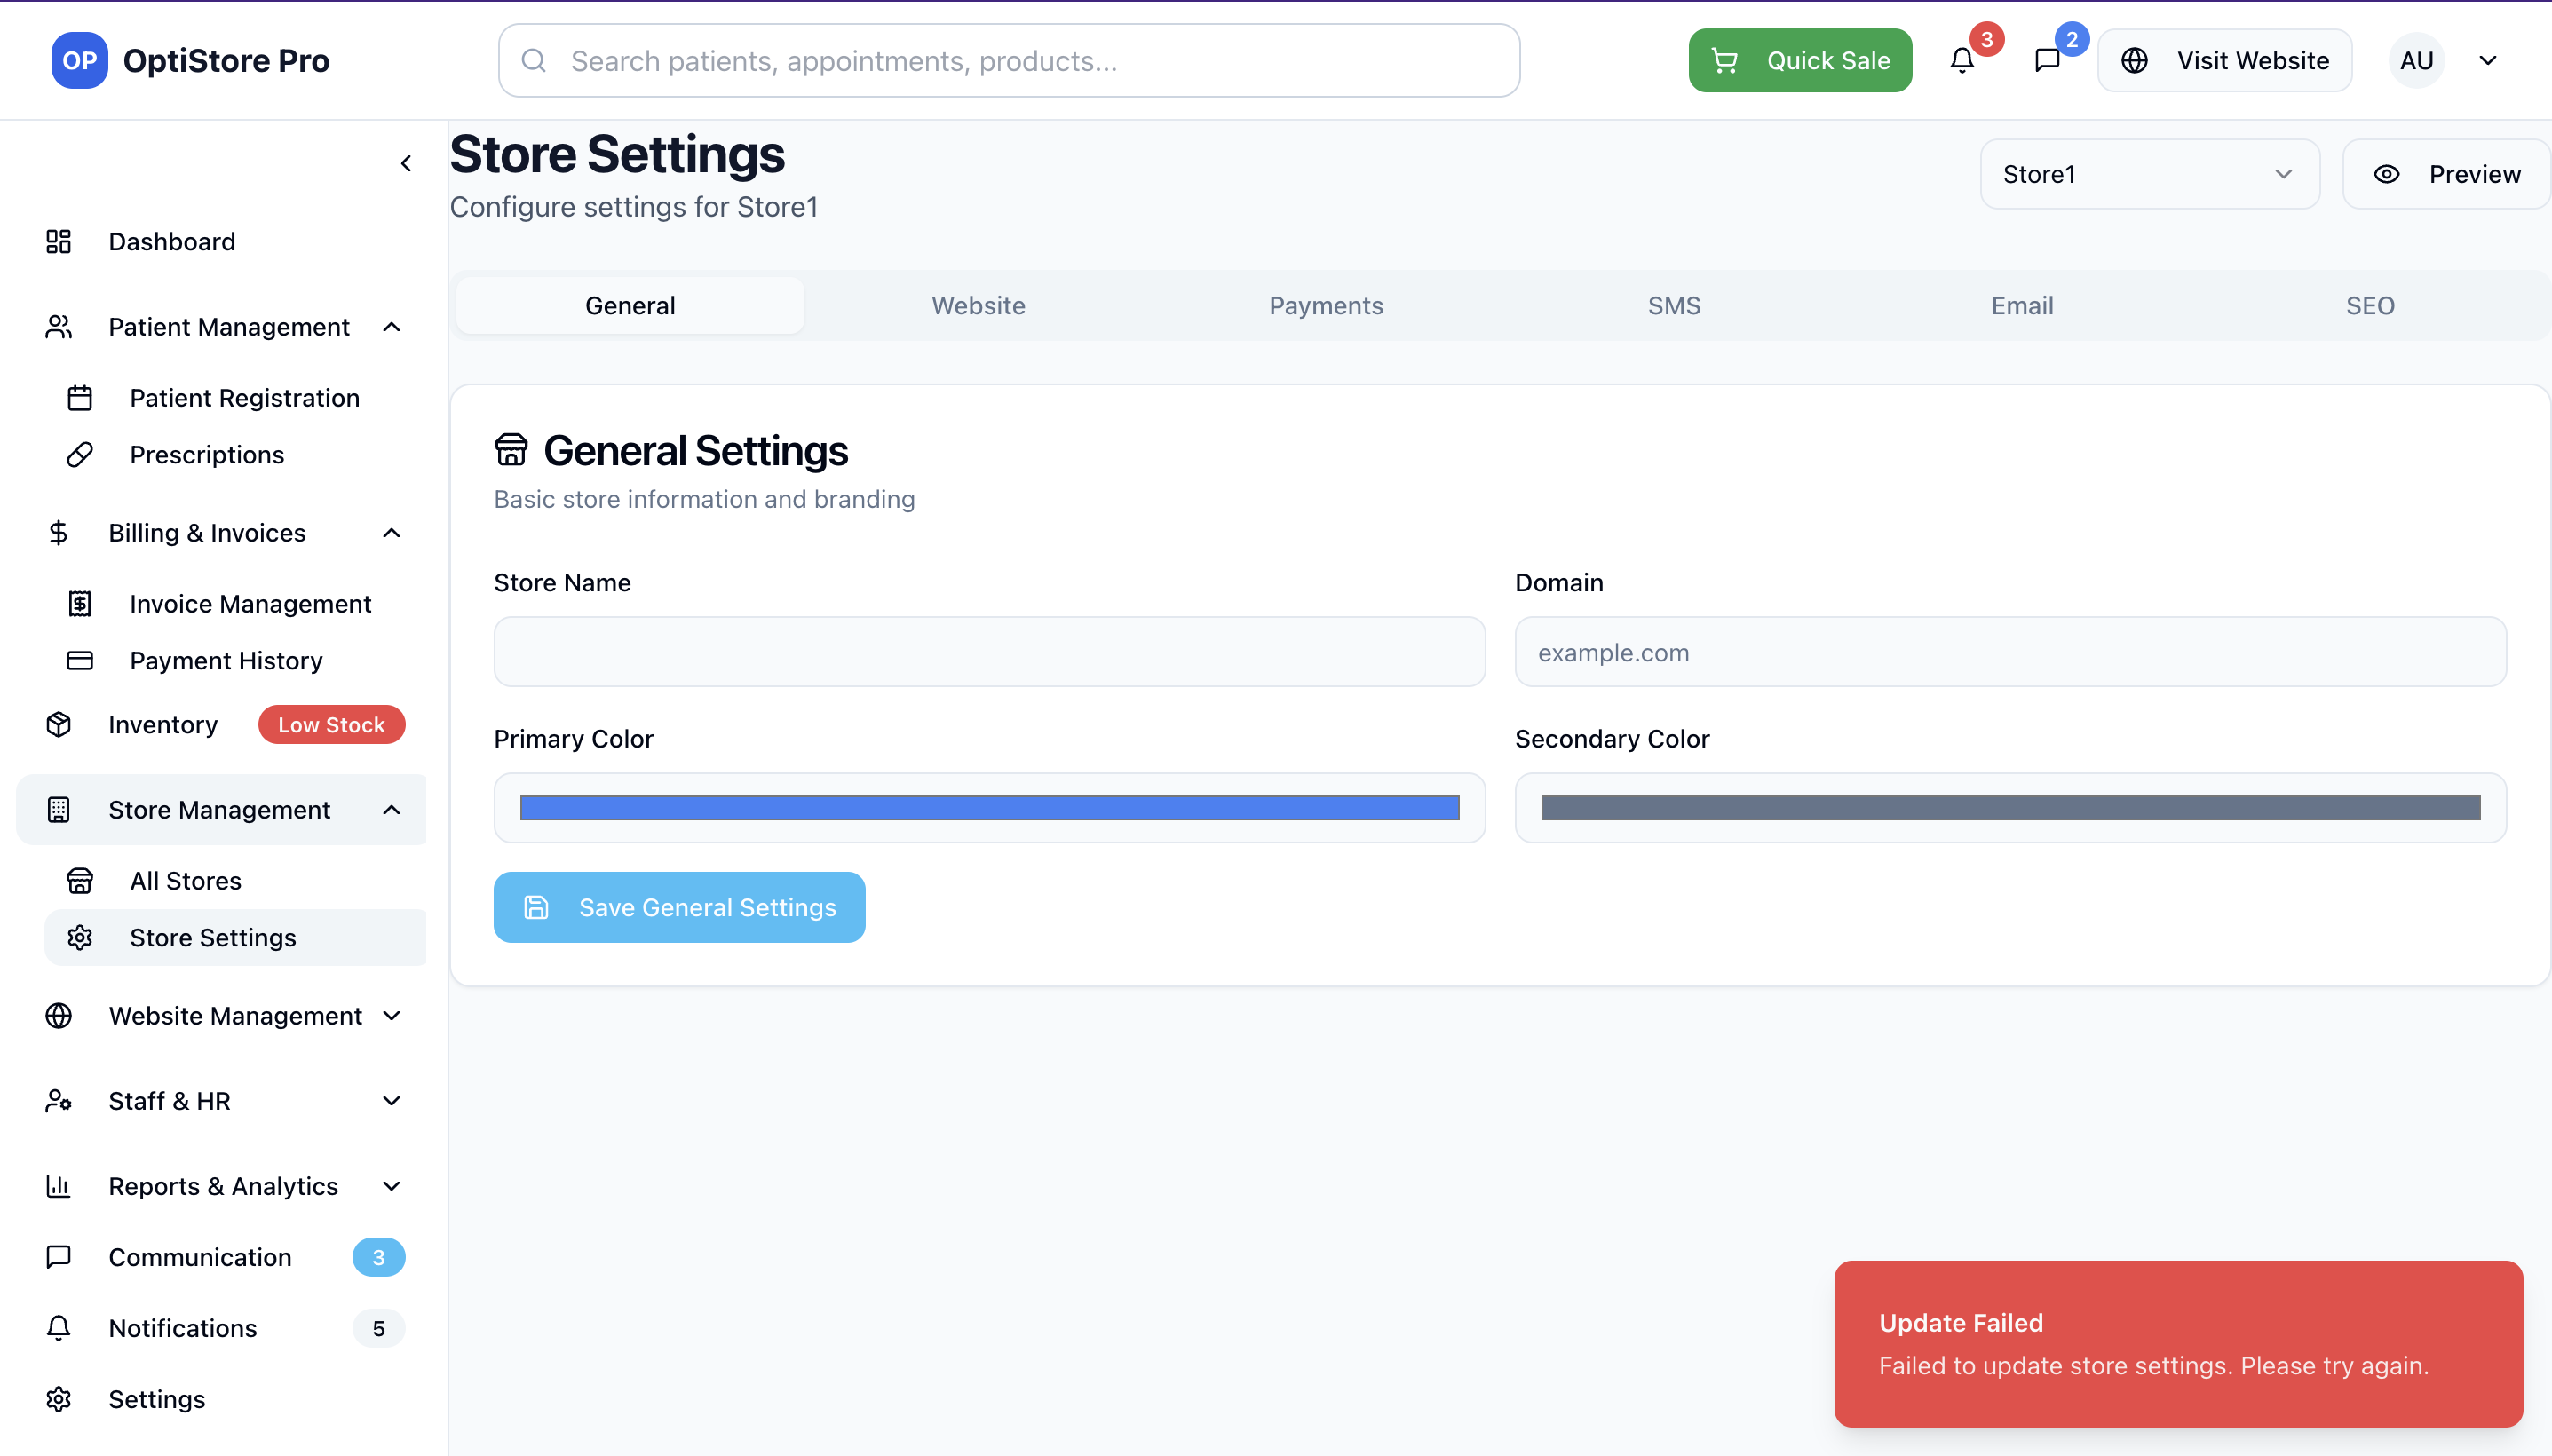 OP OptiStore Pro
Search patients, appointments, products...
Quick Sale
3
2
Visit Website
AU
Dashboard
Patient Management
Patient Registration
Prescriptions
Billing & Invoices
Invoice Management
Payment History
Inventory Low Stock
Store Management
All Stores
Store Settings
Website Management
Staff & HR
Reports & Analytics
Communication 3
Notifications 5
Settings
Store Settings
Configure settings for Store1
Store1
Preview
General Website Payments SMS Email SEO
General Settings
Basic store information and branding
Store Name
Domain
example.com
Primary Color
Secondary Color
Save General Settings
Update Failed
Failed to update store settings. Please try again.